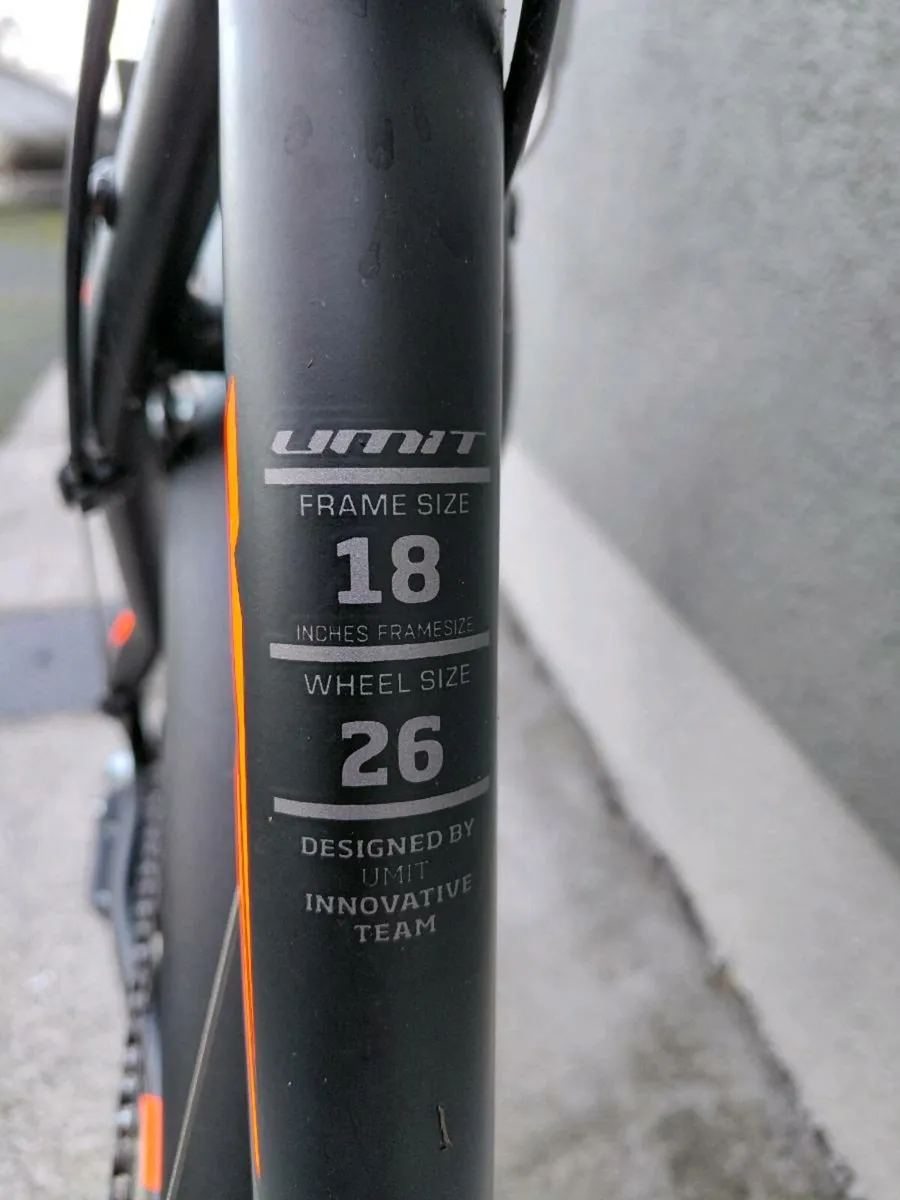 UMIT
FRAME SIZE
18
INCHES FRAMESIZE
WHEEL SIZE
26
DESIGNED BY
UMIT
INNOVATIVE
TEAM